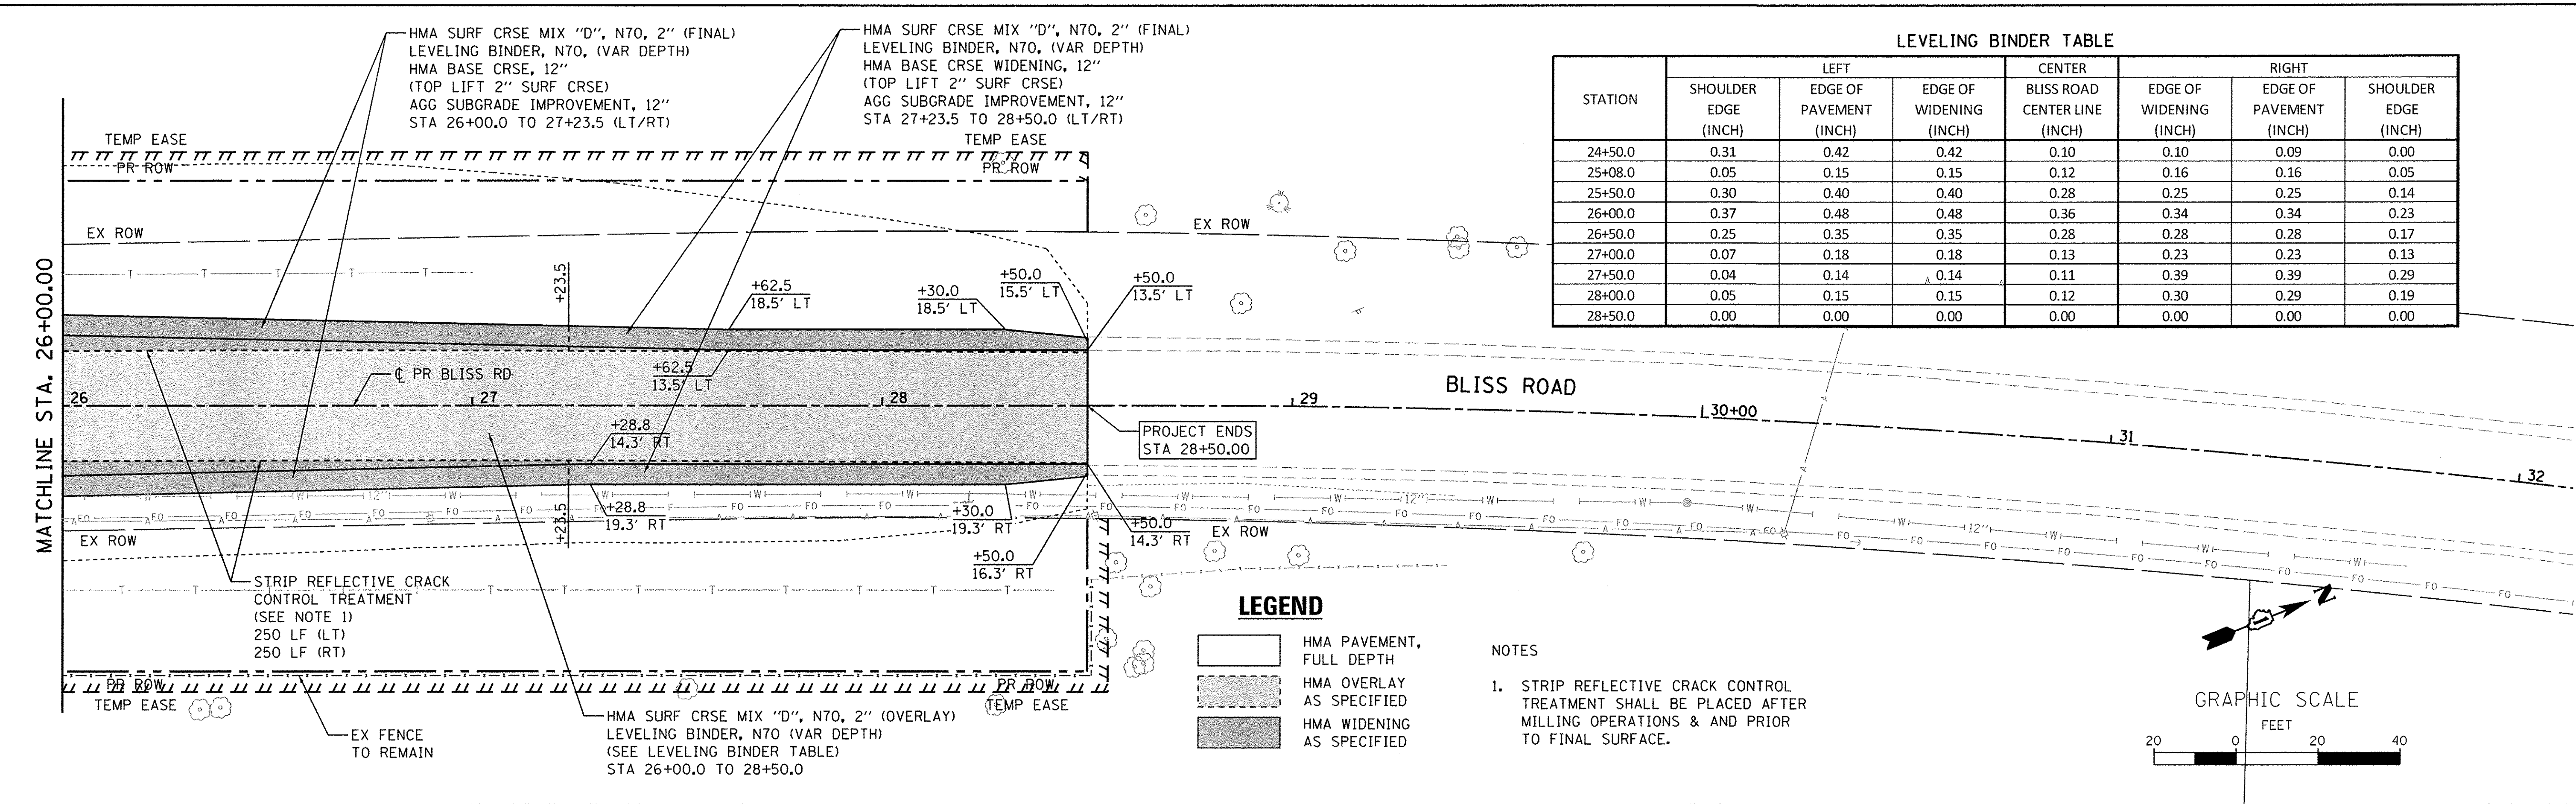 HMA SURF CRSE MIX "D", N70, 2" (FINAL)
LEVELING BINDER, N70, (VAR DEPTH)
HMA BASE CRSE, 12"
(TOP LIFT 2" SURF CRSE)
AGG SUBGRADE IMPROVEMENT, 12"
STA 26+00.0 TO 27+23.5 (LT/RT)
HMA SURF CRSE MIX "D", N70, 2" (FINAL)
LEVELING BINDER, N70, (VAR DEPTH)
HMA BASE CRSE WIDENING, 12"
(TOP LIFT 2" SURF CRSE)
AGG SUBGRADE IMPROVEMENT, 12"
STA 27+23.5 TO 28+50.0 (LT/RT)
LEVELING BINDER TABLE
LEFT CENTER RIGHT
STATION SHOULDER EDGE (INCH) EDGE OF PAVEMENT (INCH) EDGE OF WIDENING (INCH) BLISS ROAD CENTER LINE (INCH) EDGE OF WIDENING (INCH) EDGE OF PAVEMENT (INCH) SHOULDER EDGE (INCH)
24+50.0 0.31 0.42 0.42 0.10 0.10 0.09 0.00
25+08.0 0.05 0.15 0.15 0.12 0.16 0.16 0.05
25+50.0 0.30 0.40 0.40 0.28 0.25 0.25 0.14
26+00.0 0.37 0.48 0.48 0.36 0.34 0.34 0.23
26+50.0 0.25 0.35 0.35 0.28 0.28 0.28 0.17
27+00.0 0.07 0.18 0.18 0.13 0.23 0.23 0.13
27+50.0 0.04 0.14 0.14 0.11 0.39 0.39 0.29
28+00.0 0.05 0.15 0.15 0.12 0.30 0.29 0.19
28+50.0 0.00 0.00 0.00 0.00 0.00 0.00 0.00
TEMP EASE
PR ROW
TEMP EASE
PR ROW
EX ROW
EX ROW
T T T T T
MATCHLINE STA. 26+00.00
+23.5
+62.5
18.5' LT
+30.0
18.5' LT
+50.0
15.5' LT
+50.0
13.5' LT
+62.5
13.5' LT
℄ PR BLISS RD
BLISS ROAD
26 27 28 29 30+00 31 32
+28.8
14.3' RT
PROJECT ENDS
STA 28+50.00
W 12" W W W W W W W W 12" W W W 12" W W W
FO FO FO FO FO FO FO FO FO FO
+23.5
+28.8
19.3' RT
+30.0
19.3' RT
+50.0
14.3' RT
+50.0
16.3' RT
EX ROW
EX ROW
STRIP REFLECTIVE CRACK
CONTROL TREATMENT
(SEE NOTE 1)
250 LF (LT)
250 LF (RT)
T T T T T T T T T T
PR ROW
TEMP EASE
PR ROW
TEMP EASE
EX FENCE
TO REMAIN
HMA SURF CRSE MIX "D", N70, 2" (OVERLAY)
LEVELING BINDER, N70 (VAR DEPTH)
(SEE LEVELING BINDER TABLE)
STA 26+00.0 TO 28+50.0
LEGEND
HMA PAVEMENT,
FULL DEPTH
HMA OVERLAY
AS SPECIFIED
HMA WIDENING
AS SPECIFIED
NOTES
1. STRIP REFLECTIVE CRACK CONTROL
TREATMENT SHALL BE PLACED AFTER
MILLING OPERATIONS & AND PRIOR
TO FINAL SURFACE.
N
GRAPHIC SCALE
FEET
20 0 20 40